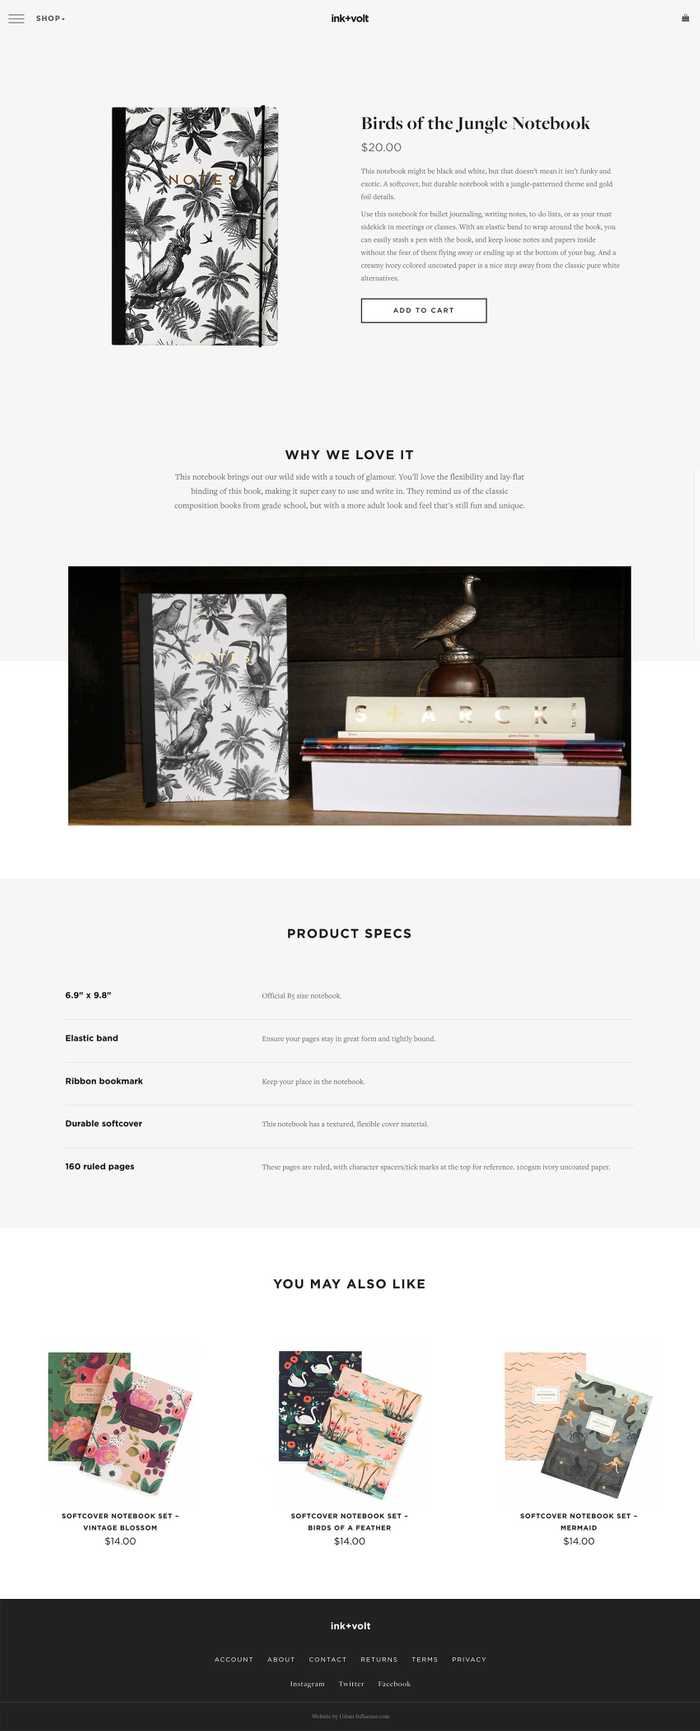 SHOP
ink+volt
NOTES
Birds of the Jungle Notebook
$20.00
This notebook might be black and white, but that doesn't mean it isn't funky and
exotic. A softcover, but durable notebook with a jungle-patterned theme and gold
foil details.
Use this notebook for bullet journaling, writing notes, to-do lists, or as your trust
sidekick in meetings or classes. With an elastic bend to wrap around the book, you
can easily stash a pen with the book, and keep loose notes and papers inside
without the fear of them flying away or ending up at the bottom of your bag. And a
creamy ivory colored uncoated paper is a nice step away from the classic pure white
alternatives.
ADD TO CART
WHY WE LOVE IT
This notebook brings out our wild side with a touch of glamour. You'll love the flexibility and lay-flat
binding of this book, making it super easy to use and write in. They remind us of the classic
composition books from grade school, but with a more adult look and feel that's still fun and unique.
NOTES
S+ARCK
PRODUCT SPECS
6.9" x 9.8"
Official B5 size notebook.
Elastic band
Ensure your pages stay in great form and tightly bound.
Ribbon bookmark
Keep your place in the notebook.
Durable softcover
This notebook has a textured, flexible cover material.
160 ruled pages
These pages are ruled, with character spacers/tick marks at the top for reference. 100gsm ivory uncoated paper.
YOU MAY ALSO LIKE
SOFTCOVER NOTEBOOK SET –
VINTAGE BLOSSOM
$14.00
SOFTCOVER NOTEBOOK SET –
BIRDS OF A FEATHER
$14.00
SOFTCOVER NOTEBOOK SET –
MERMAID
$14.00
ink+volt
ACCOUNT ABOUT CONTACT RETURNS TERMS PRIVACY
Instagram Twitter Facebook
Website by Urban Influence.com